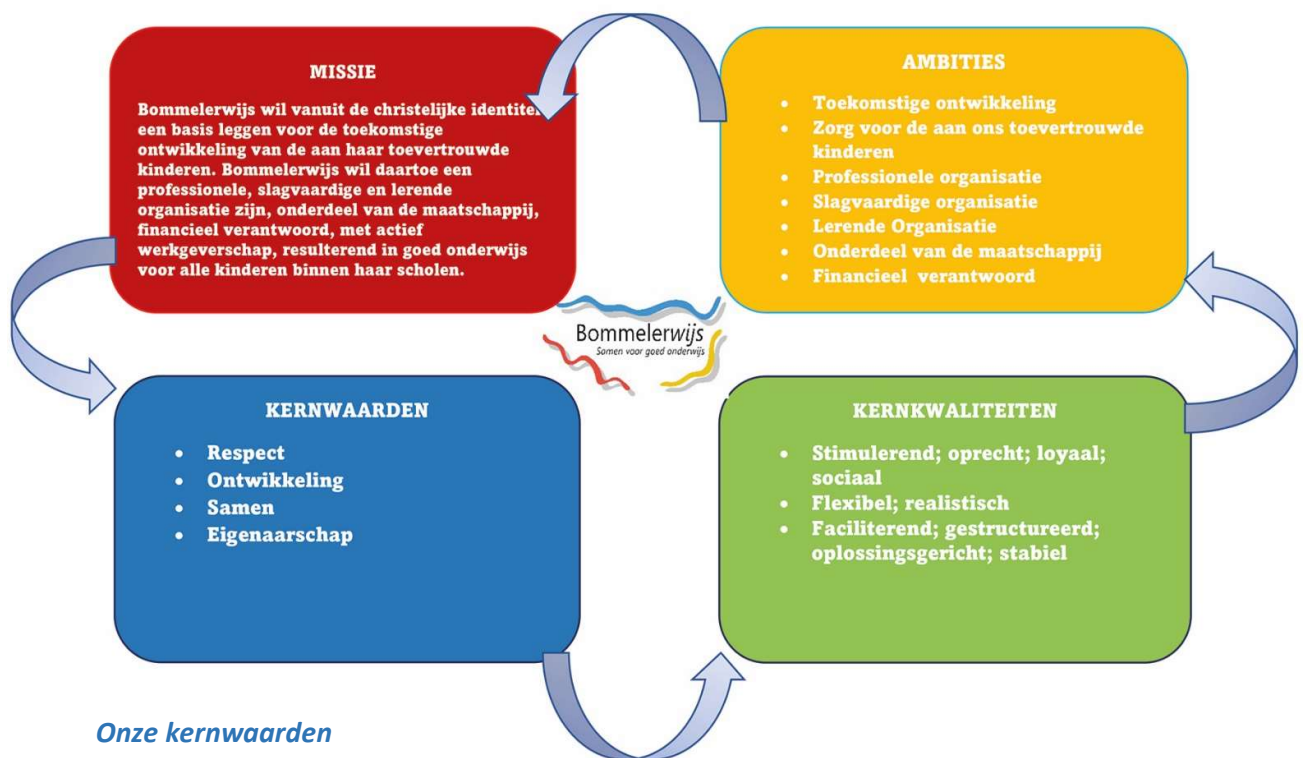 MISSIE
Bommelerwijs wil vanuit de christelijke identitei
een basis leggen voor de toekomstige
ontwikkeling van de aan haar toevertrouwde
kinderen. Bommelerwijs wil daartoe een
professionele, slagvaardige en lerende
organisatie zijn, onderdeel van de maatschappij,
financieel verantwoord, met actief
werkgeverschap, resulterend in goed onderwijs
voor alle kinderen binnen haar scholen.
AMBITIES
• Toekomstige ontwikkeling
• Zorg voor de aan ons toevertrouwde
kinderen
• Professionele organisatie
• Slagvaardige organisatie
• Lerende Organisatie
• Onderdeel van de maatschappij
• Financieel verantwoord
Bommelerwijs
Samen voor goed onderwijs
KERNWAARDEN
• Respect
• Ontwikkeling
• Samen
• Eigenaarschap
KERNKWALITEITEN
• Stimulerend; oprecht; loyaal;
sociaal
• Flexibel; realistisch
• Faciliterend; gestructureerd;
oplossingsgericht; stabiel
Onze kernwaarden